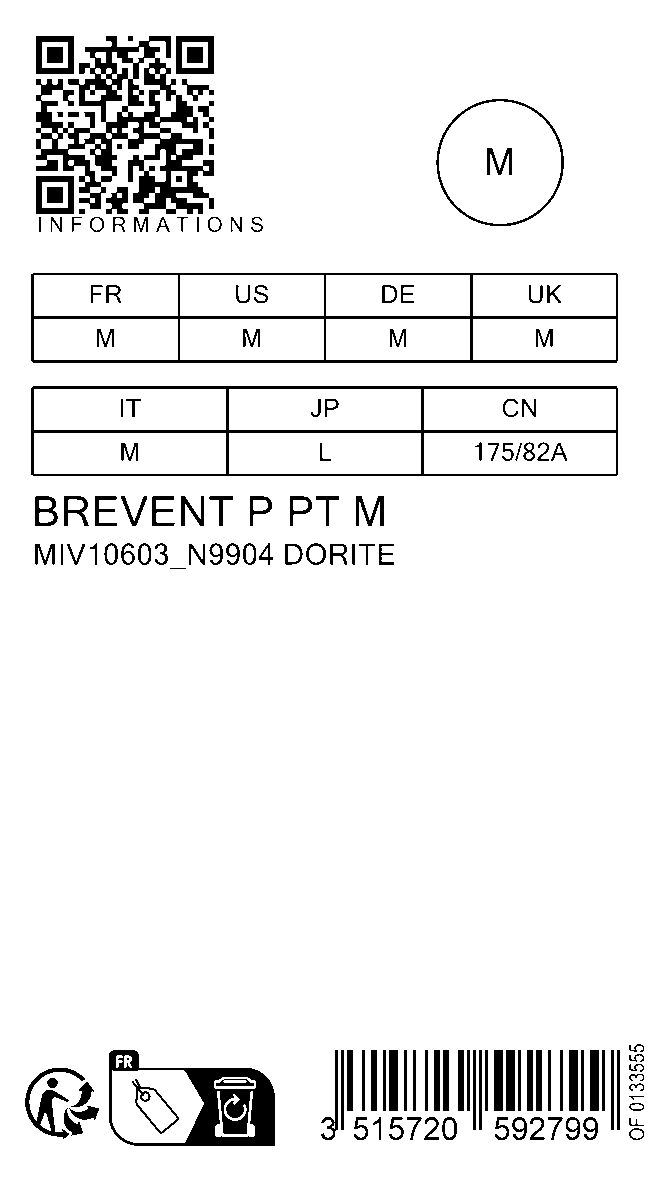 M
INFORMATIONS
FR US DE UK
M M M M
IT JP CN
M L 175/82A
BREVENT P PT M
MIV10603_N9904 DORITE
FR
3 515720 592799
OF 0133555